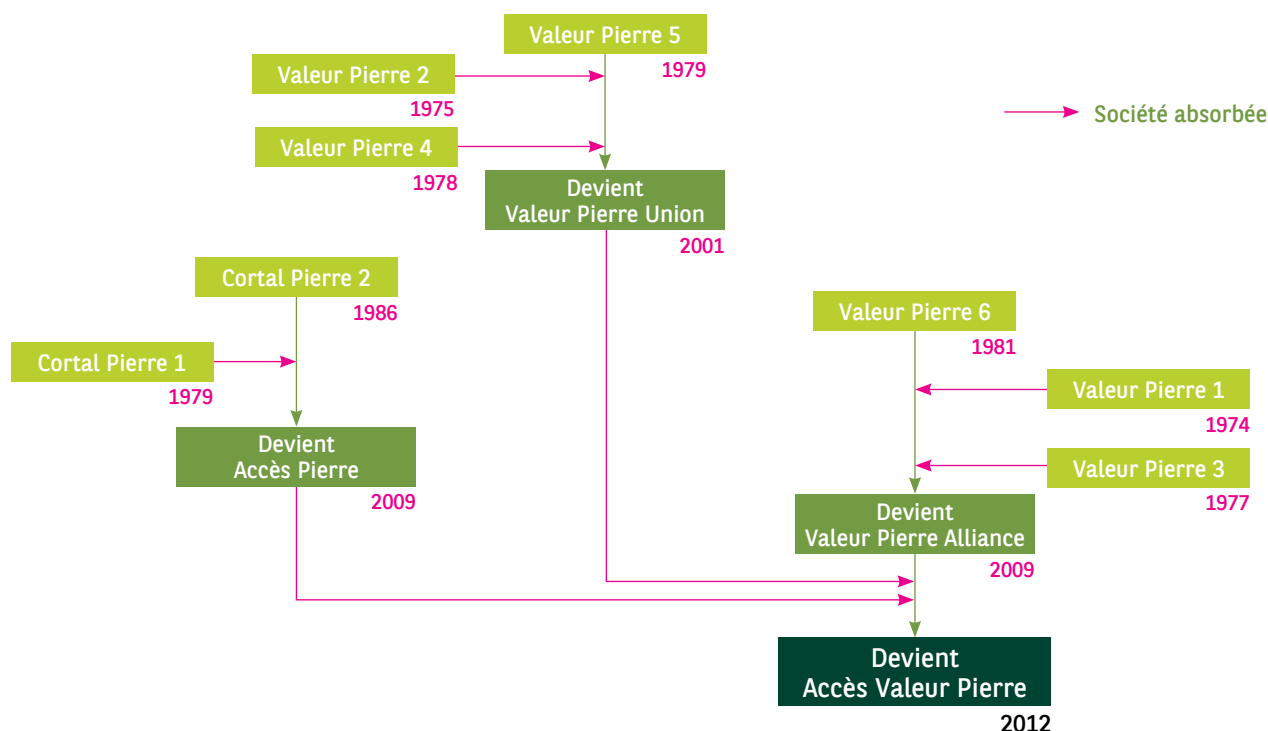 Valeur Pierre 5
1979
Valeur Pierre 2
1975
Société absorbée
Valeur Pierre 4
1978
Devient
Valeur Pierre Union
2001
Cortal Pierre 2
1986
Valeur Pierre 6
1981
Cortal Pierre 1
1979
Valeur Pierre 1
1974
Devient
Accès Pierre
2009
Valeur Pierre 3
1977
Devient
Valeur Pierre Alliance
2009
Devient
Accès Valeur Pierre
2012